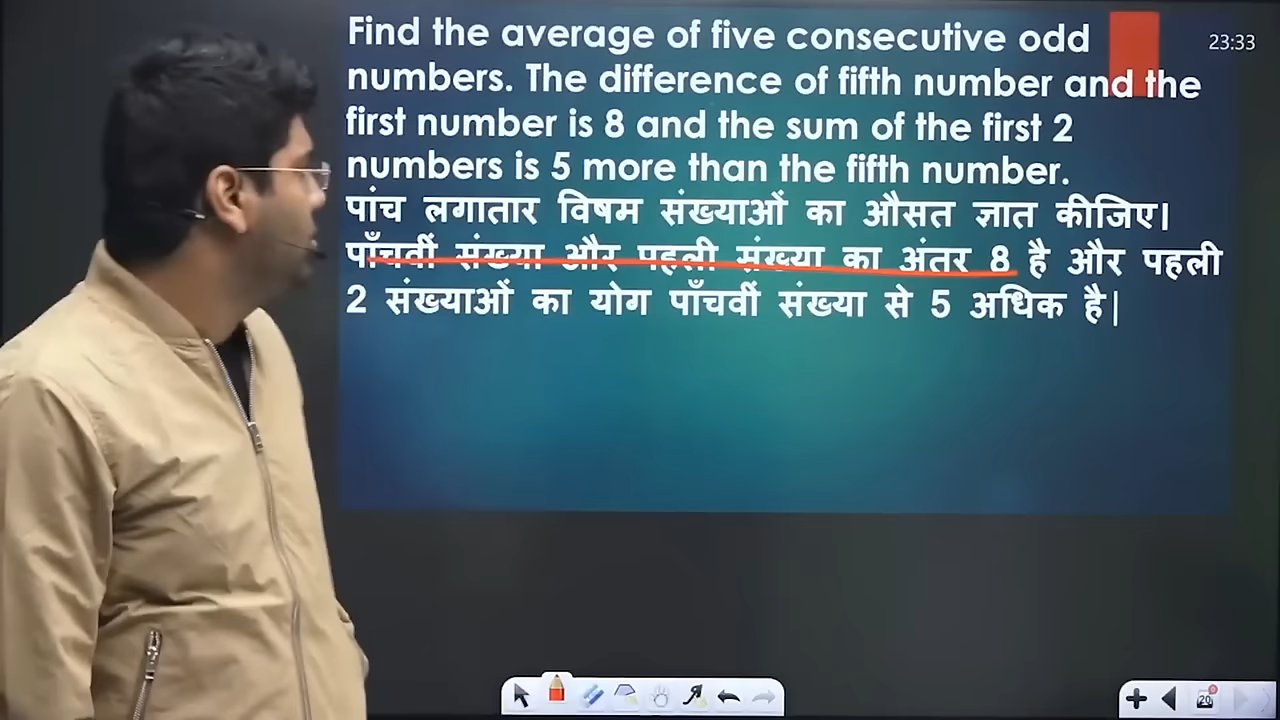 Find the average of five consecutive odd
numbers. The difference of fifth number and the
first number is 8 and the sum of the first 2
numbers is 5 more than the fifth number.
पांच लगातार विषम संख्याओं का औसत ज्ञात कीजिए।
पाँचवीं संख्या और पहली संख्या का अंतर 8 है और पहली
2 संख्याओं का योग पाँचवीं संख्या से 5 अधिक है|
23:33
20